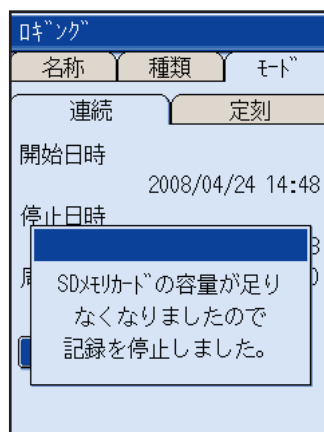 ﾛｷﾞﾝｸﾞ
名称 種類 ﾓｰﾄﾞ
連続 定刻
開始日時
2008/04/24 14:48
停止日時
SDﾒﾓﾘｶｰﾄﾞの容量が足り
なくなりましたので
記録を停止しました。